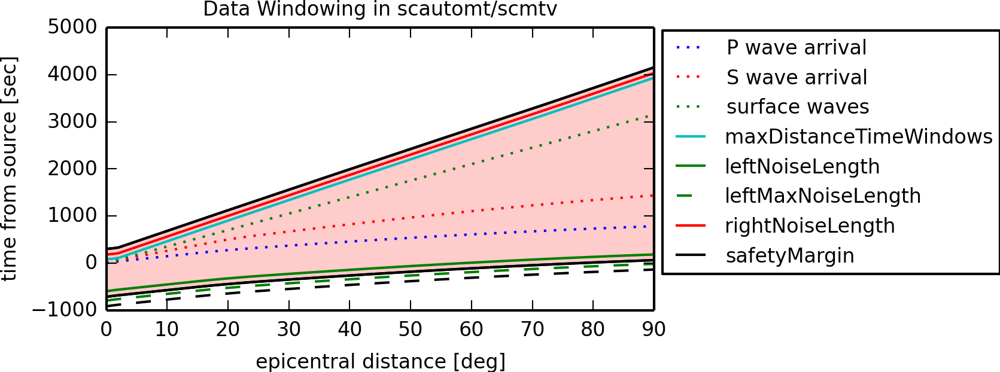 Data Windowing in scautomt/scmtv
time from source [sec]
5000
4000
3000
2000
1000
0
−1000
0 10 20 30 40 50 60 70 80 90
epicentral distance [deg]
P wave arrival
S wave arrival
surface waves
maxDistanceTimeWindows
leftNoiseLength
leftMaxNoiseLength
rightNoiseLength
safetyMargin